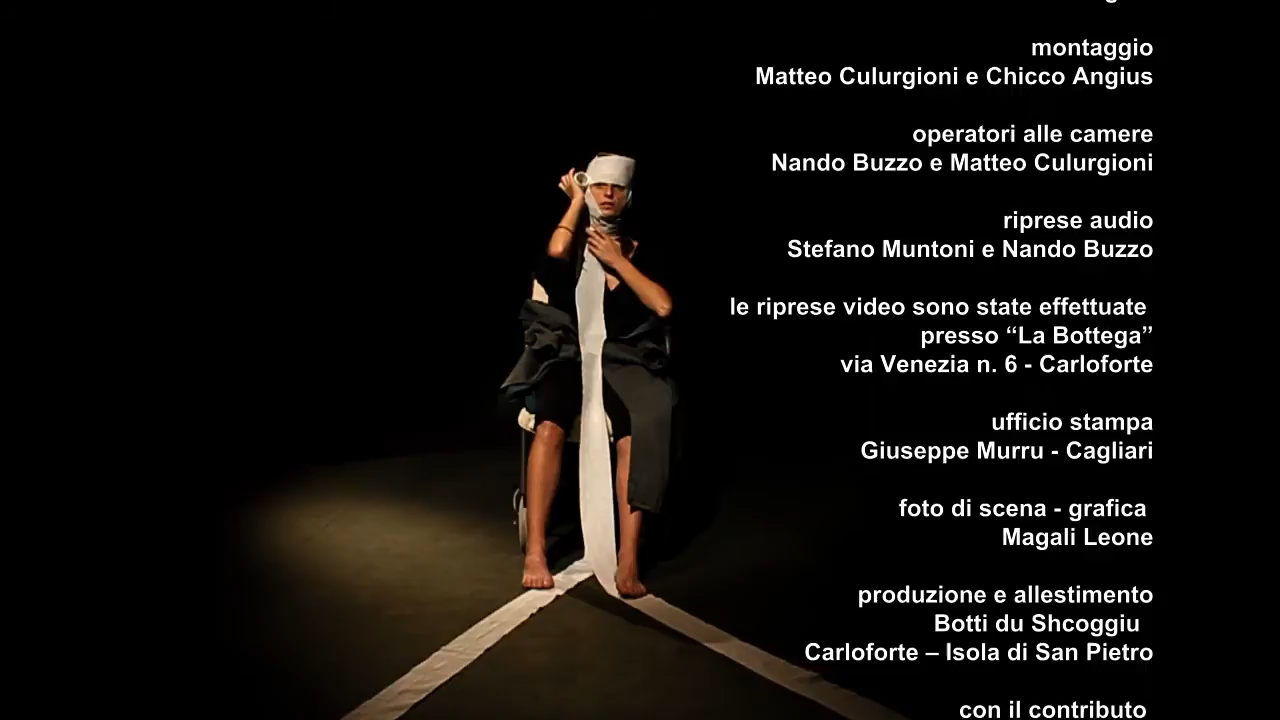 montaggio
Matteo Culurgioni e Chicco Angius
operatori alle camere
Nando Buzzo e Matteo Culurgioni
riprese audio
Stefano Muntoni e Nando Buzzo
le riprese video sono state effettuate
presso “La Bottega”
via Venezia n. 6 - Carloforte
ufficio stampa
Giuseppe Murru - Cagliari
foto di scena - grafica
Magali Leone
produzione e allestimento
Botti du Shcoggiu
Carloforte – Isola di San Pietro
con il contributo